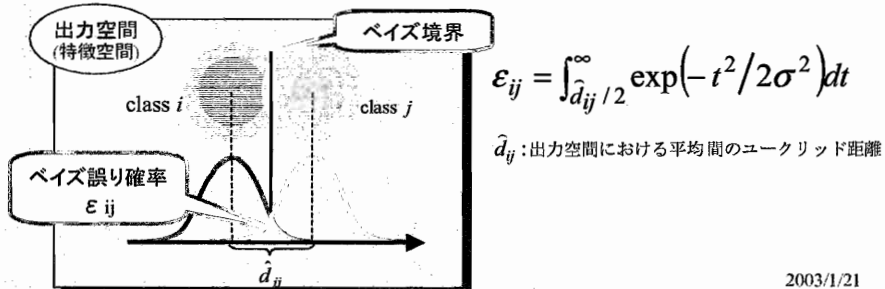 出力空間
(特徴空間)
ベイズ境界
class i
class j
ベイズ誤り確率
ε ij
d̂ij
εij = ∫_{d̂ij/2}^{∞} exp(−t²/2σ²)dt
d̂ij : 出力空間における平均間のユークリッド距離
2003/1/21